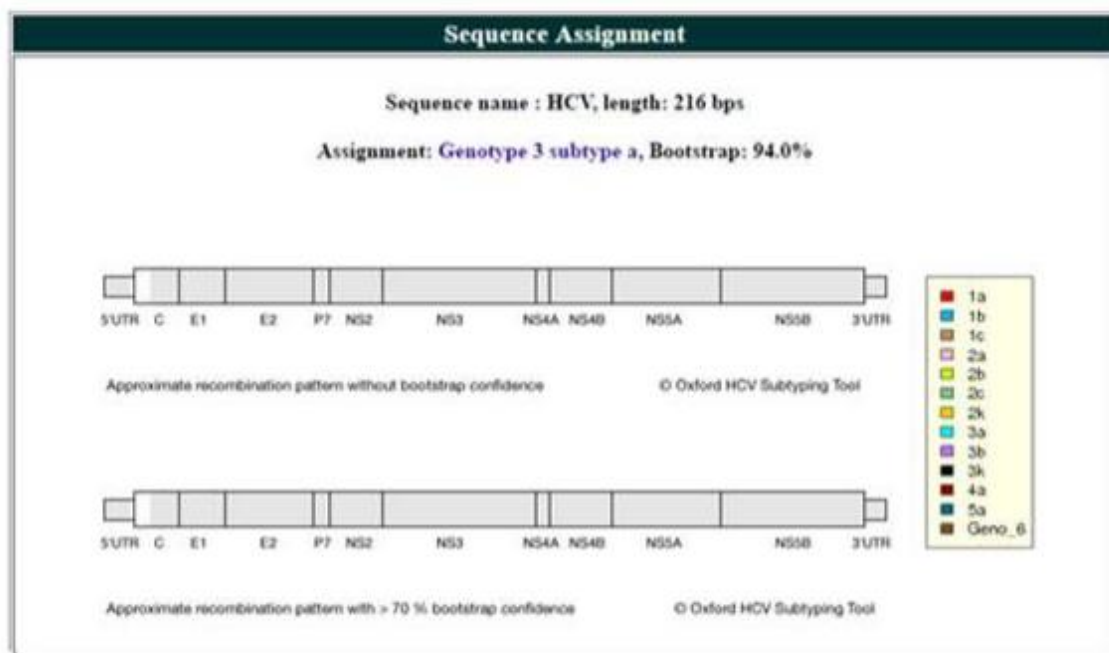 Sequence Assignment
Sequence name : HCV, length: 216 bps
Assignment: Genotype 3 subtype a, Bootstrap: 94.0%
5'UTR C E1 E2 P7 NS2 NS3 NS4A NS4B NS5A NS5B 3'UTR
Approximate recombination pattern without bootstrap confidence © Oxford HCV Subtyping Tool
5'UTR C E1 E2 P7 NS2 NS3 NS4A NS4B NS5A NS5B 3'UTR
Approximate recombination pattern with > 70 % bootstrap confidence © Oxford HCV Subtyping Tool
1a
1b
1c
2a
2b
2c
2k
3a
3b
3k
4a
5a
Geno_6